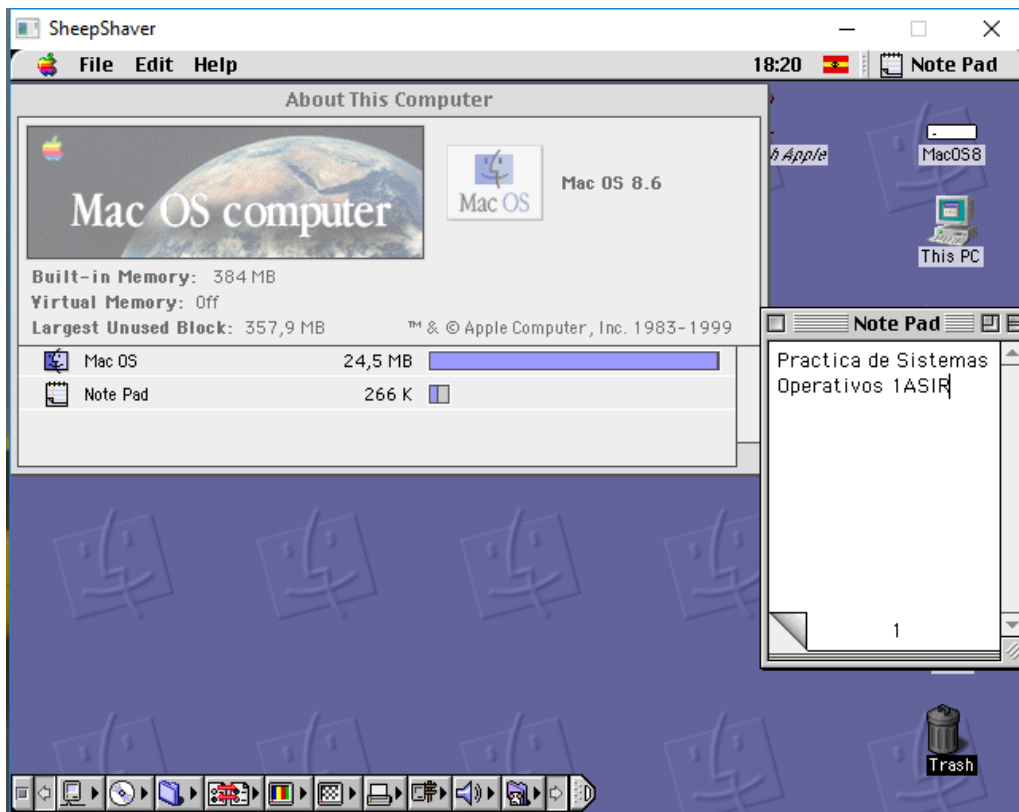 SheepShaver
File Edit Help 18:20 Note Pad
About This Computer
Mac OS computer
Mac OS
Mac OS 8.6
Built-in Memory: 384 MB
Virtual Memory: Off
Largest Unused Block: 357,9 MB ™ & © Apple Computer, Inc. 1983-1999
Mac OS 24,5 MB
Note Pad 266 K
Apple
MacOS8
This PC
Note Pad
Practica de Sistemas
Operativos 1ASIR
1
Trash